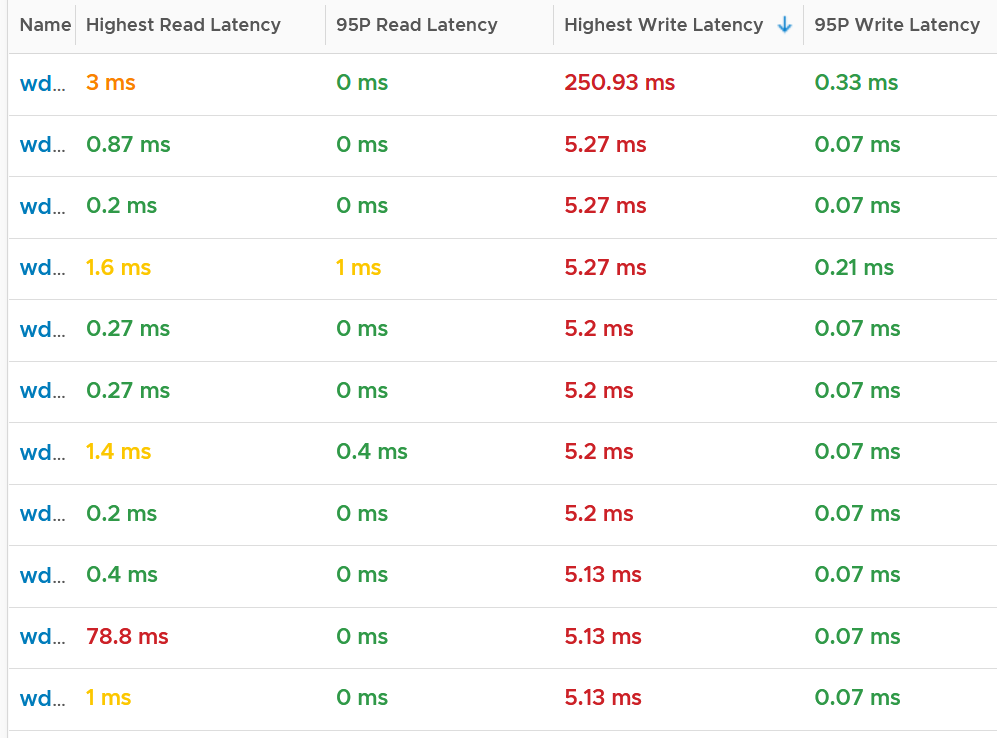 Name Highest Read Latency 95P Read Latency Highest Write Latency 95P Write Latency
wd... 3 ms 0 ms 250.93 ms 0.33 ms
wd... 0.87 ms 0 ms 5.27 ms 0.07 ms
wd... 0.2 ms 0 ms 5.27 ms 0.07 ms
wd... 1.6 ms 1 ms 5.27 ms 0.21 ms
wd... 0.27 ms 0 ms 5.2 ms 0.07 ms
wd... 0.27 ms 0 ms 5.2 ms 0.07 ms
wd... 1.4 ms 0.4 ms 5.2 ms 0.07 ms
wd... 0.2 ms 0 ms 5.2 ms 0.07 ms
wd... 0.4 ms 0 ms 5.13 ms 0.07 ms
wd... 78.8 ms 0 ms 5.13 ms 0.07 ms
wd... 1 ms 0 ms 5.13 ms 0.07 ms